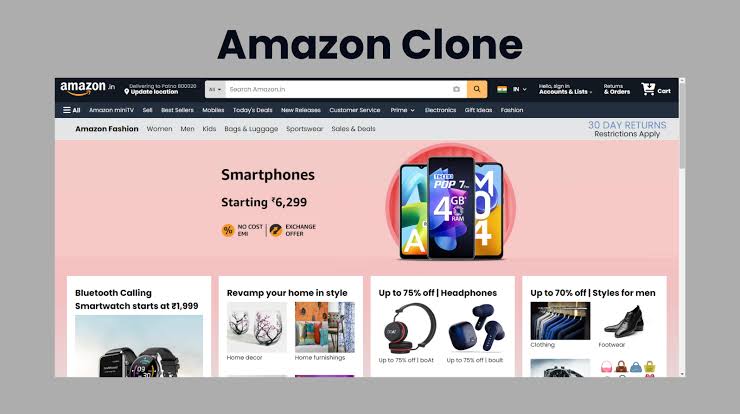 Amazon Clone
amazon.in
Delivering to Patna 800020
Update location
All
Search Amazon.in
IN
Hello, sign in
Accounts & Lists
Returns
& Orders
Cart
All Amazon miniTV Sell Best Sellers Mobiles Today's Deals New Releases Customer Service Prime Electronics Gift Ideas Fashion
Amazon Fashion Women Men Kids Bags & Luggage Sportswear Sales & Deals
30 DAY RETURNS
Restrictions Apply
Smartphones
Starting ₹6,299
% NO COST
EMI
EXCHANGE
OFFER
A
POP 7
4GB
RAM
M
04
Bluetooth Calling
Smartwatch starts at ₹1,999
Revamp your home in style
Home decor
Home furnishings
Up to 75% off | Headphones
Up to 75% off | boAt
Up to 75% off | boult
Up to 70% off | Styles for men
Clothing
Footwear